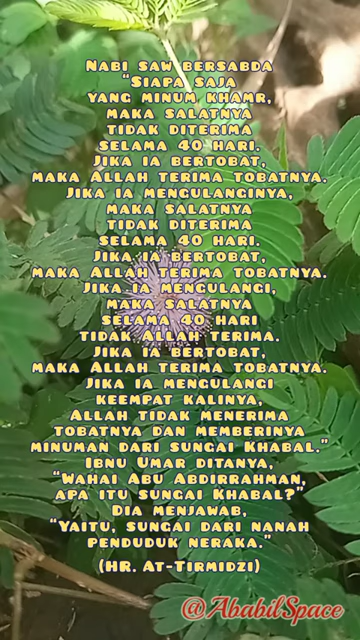 Nabi saw bersabda
"Siapa saja
yang minum khamr,
maka salatnya
tidak diterima
selama 40 hari.
Jika ia bertobat,
maka Allah terima tobatnya.
Jika ia mengulanginya,
maka salatnya
tidak diterima
selama 40 hari.
Jika ia bertobat,
maka Allah terima tobatnya.
Jika ia mengulangi,
maka salatnya
selama 40 hari
tidak Allah terima.
Jika ia bertobat,
maka Allah terima tobatnya.
Jika ia mengulangi
keempat kalinya,
Allah tidak menerima
tobatnya dan memberinya
minuman dari sungai Khabal."
Ibnu Umar ditanya,
"Wahai Abu Abdirrahman,
apa itu sungai Khabal?"
Dia menjawab,
"Yaitu, sungai dari nanah
penduduk neraka."
(HR. At-Tirmidzi)
@AbabilSpace